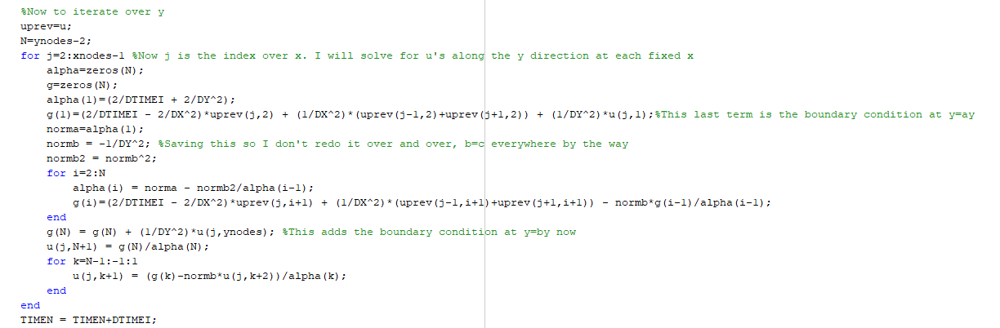 %Now to iterate over y
uprev=u;
N=ynodes-2;
for j=2:xnodes-1 %Now j is the index over x. I will solve for u's along the y direction at each fixed x
alpha=zeros(N);
g=zeros(N);
alpha(1)=(2/DTIMEI + 2/DY^2);
g(1)=(2/DTIMEI - 2/DX^2)*uprev(j,2) + (1/DX^2)*(uprev(j-1,2)+uprev(j+1,2)) + (1/DY^2)*u(j,1);%This last term is the boundary condition at y=ay
norma=alpha(1);
normb = -1/DY^2; %Saving this so I don't redo it over and over, b=c everywhere by the way
normb2 = normb^2;
for i=2:N
alpha(i) = norma - normb2/alpha(i-1);
g(i)=(2/DTIMEI - 2/DX^2)*uprev(j,i+1) + (1/DX^2)*(uprev(j-1,i+1)+uprev(j+1,i+1)) - normb*g(i-1)/alpha(i-1);
end
g(N) = g(N) + (1/DY^2)*u(j,ynodes); %This adds the boundary condition at y=by now
u(j,N+1) = g(N)/alpha(N);
for k=N-1:-1:1
u(j,k+1) = (g(k)-normb*u(j,k+2))/alpha(k);
end
end
TIMEN = TIMEN+DTIMEI;